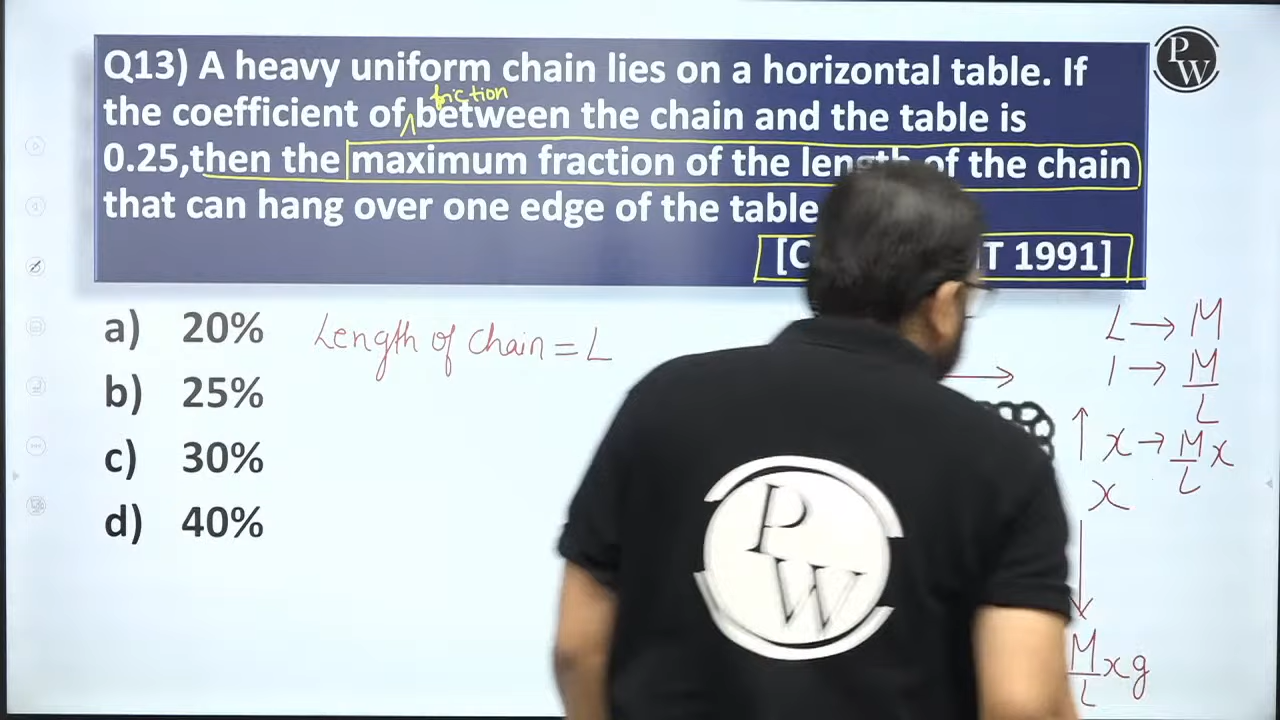 Q13) A heavy uniform chain lies on a horizontal table. If
friction
the coefficient of between the chain and the table is
0.25,then the maximum fraction of the length of the chain
that can hang over one edge of the table
[C T 1991]
a) 20%
b) 25%
c) 30%
d) 40%
Length of Chain = L
L → M
1 → M/L
x → M/L x
x
M/L xg
PW
PW